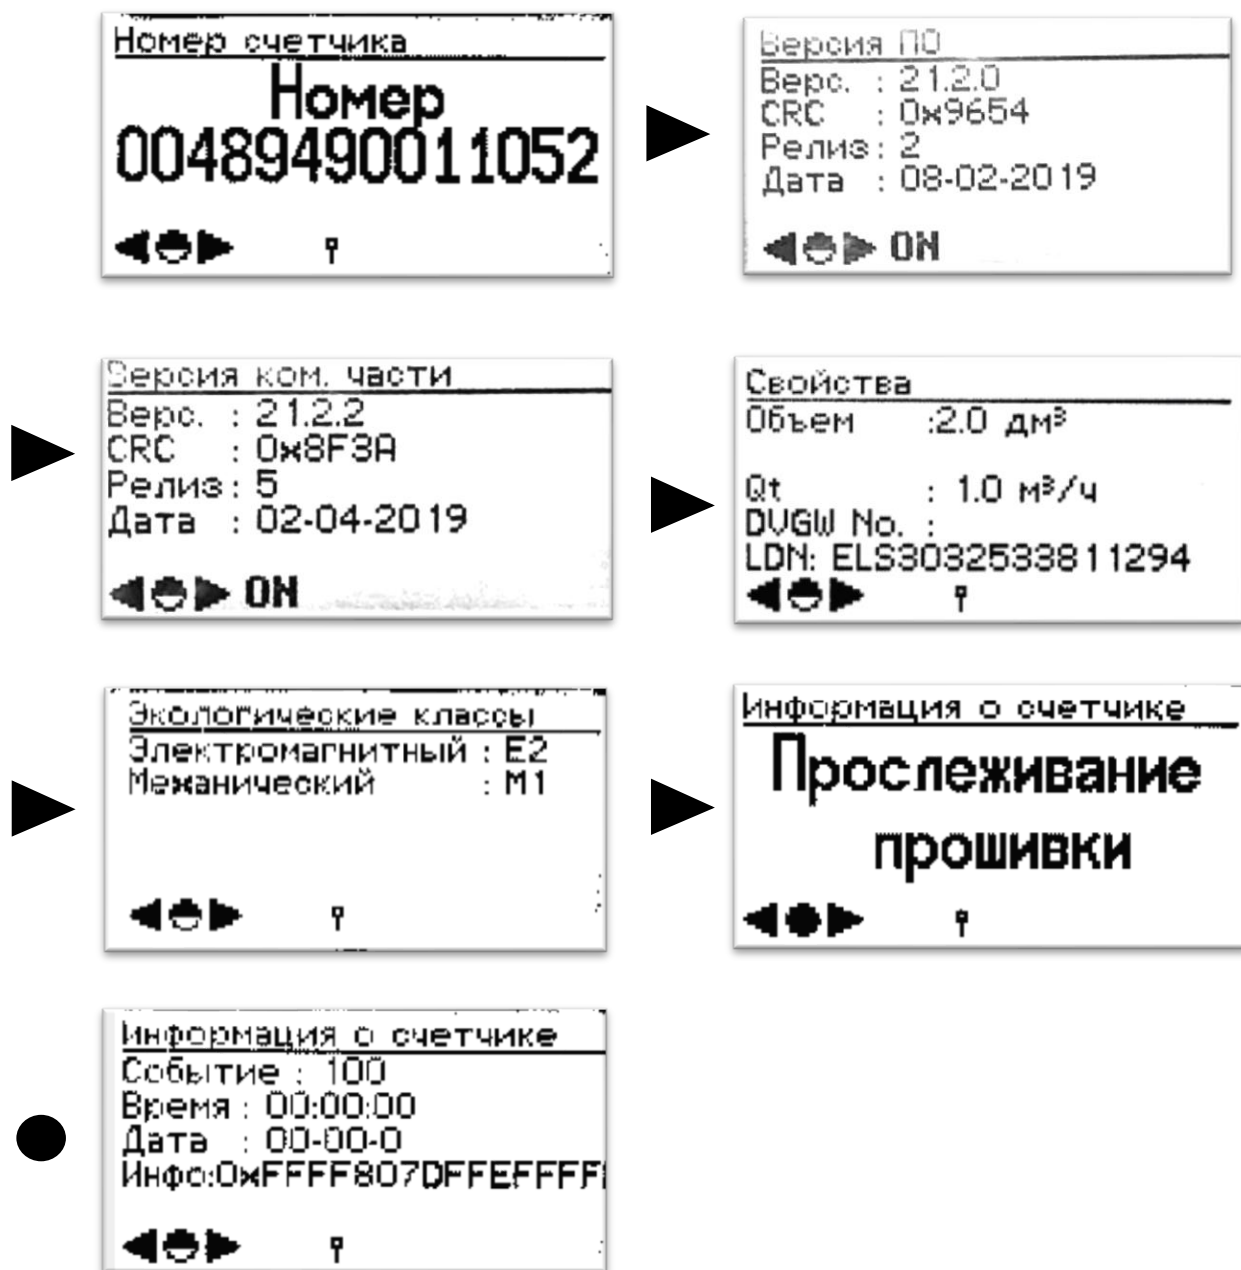 Номер счетчика
Номер
00489490011052
Версия ПО
Верс. : 21.2.0
CRC : 0x9654
Релиз : 2
Дата : 08-02-2019
ON
Версия ком. части
Верс. : 21.2.2
CRC : 0x8F3A
Релиз : 5
Дата : 02-04-2019
ON
Свойства
Объем :2.0 дм³
Qt : 1.0 м³/ч
DVGW No. :
LDN: ELS3032533811294
Экологические классы
Электромагнитный : E2
Механический : M1
Информация о счетчике
Прослеживание
прошивки
Информация о счетчике
Событие : 100
Время : 00:00:00
Дата : 00-00-0
Инфо:0xFFFF807DFFEFFFF